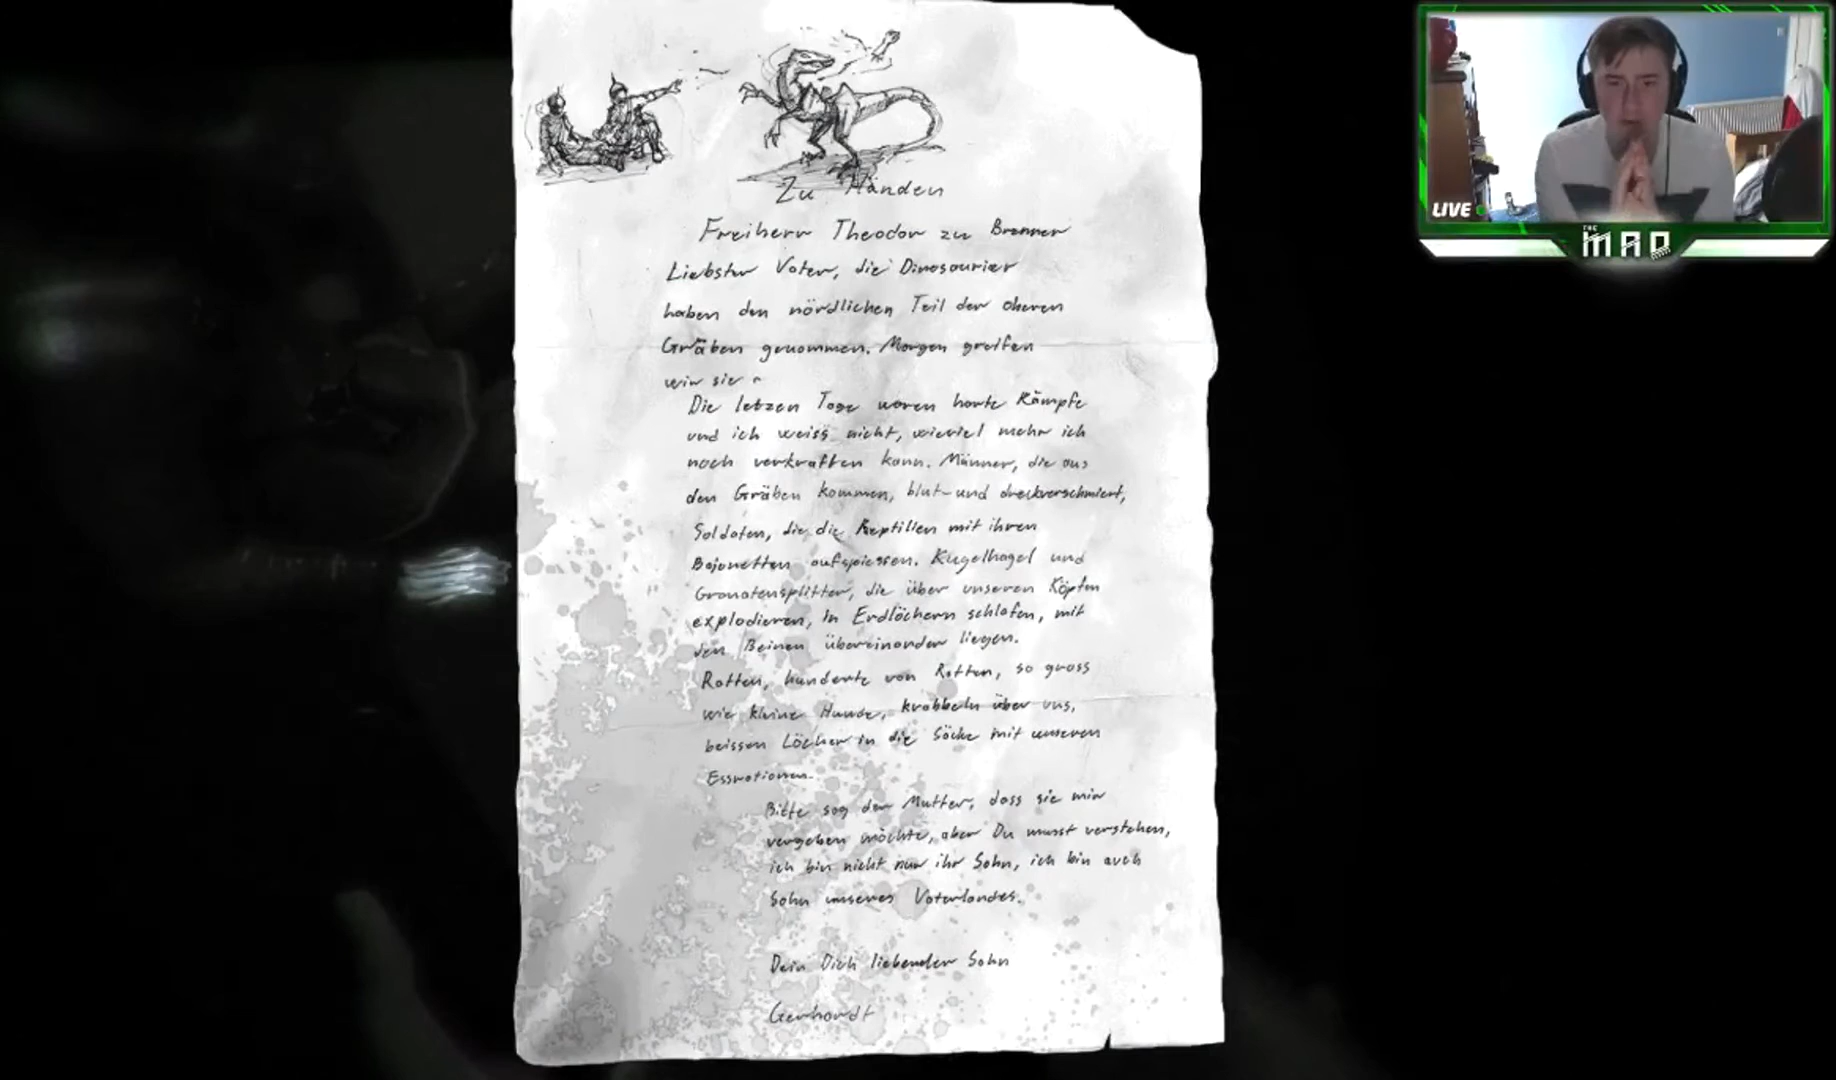 Zu Händen
Freiherr Theodor zu Brenner
Liebster Vater, die Dinosaurier
haben den nördlichen Teil der oberen
Gräben genommen. Morgen greifen
wir sie
Die letzen Tage waren harte Kämpfe
und ich weiss nicht, wieviel mehr ich
noch verkraften kann. Männer, die aus
den Gräben kommen, blut- und dreckverschmiert,
Soldaten, die die Reptilien mit ihren
Bajonetten aufspiessen. Kugelhagel und
Granatensplitter, die über unseren Köpfen
explodieren, In Erdlöchern schlafen, mit
den Beinen übereinander liegen.
Ratten, hunderte von Ratten, so gross
wie kleine Hunde, krabbeln über uns,
beissen Löcher in die Säcke mit unseren
Essrationen.
Bitte sag der Mutter, dass sie mir
vergeben möchte, aber Du musst verstehen,
ich bin nicht nur ihr Sohn, ich bin auch
Sohn unseres Vaterlandes.
Dein Dich liebender Sohn
Gerhardt
LIVE
THE
MAD